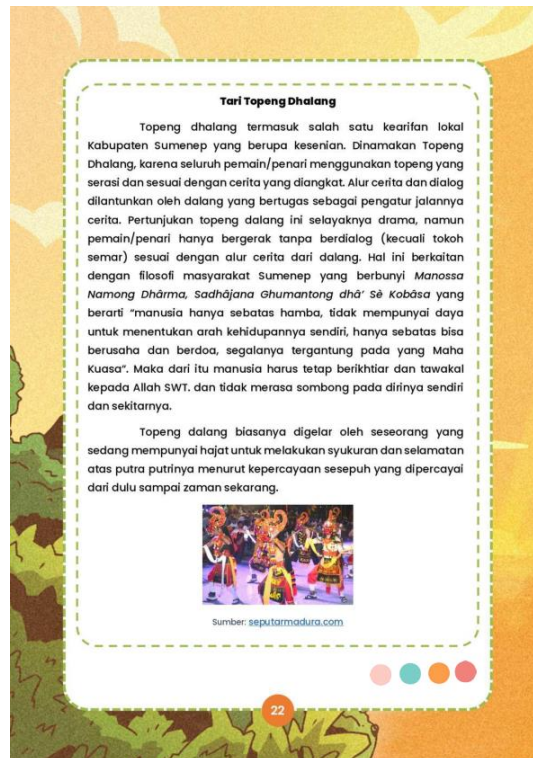 Tari Topeng Dhalang
Topeng dhalang termasuk salah satu kearifan lokal
Kabupaten Sumenep yang berupa kesenian. Dinamakan Topeng
Dhalang, karena seluruh pemain/penari menggunakan topeng yang
serasi dan sesuai dengan cerita yang diangkat. Alur cerita dan dialog
dilantunkan oleh dalang yang bertugas sebagai pengatur jalannya
cerita. Pertunjukan topeng dalang ini selayaknya drama, namun
pemain/penari hanya bergerak tanpa berdialog (kecuali tokoh
semar) sesuai dengan alur cerita dari dalang. Hal ini berkaitan
dengan filosofi masyarakat Sumenep yang berbunyi Manossa
Namong Dhârma, Sadhâjana Ghumantong dhâ' Sè Kobâsa yang
berarti "manusia hanya sebatas hamba, tidak mempunyai daya
untuk menentukan arah kehidupannya sendiri, hanya sebatas bisa
berusaha dan berdoa, segalanya tergantung pada yang Maha
Kuasa". Maka dari itu manusia harus tetap berikhtiar dan tawakal
kepada Allah SWT. dan tidak merasa sombong pada dirinya sendiri
dan sekitarnya.
Topeng dalang biasanya digelar oleh seseorang yang
sedang mempunyai hajat untuk melakukan syukuran dan selamatan
atas putra putrinya menurut kepercayaan sesepuh yang dipercayai
dari dulu sampai zaman sekarang.
Sumber: seputarmadura.com
22